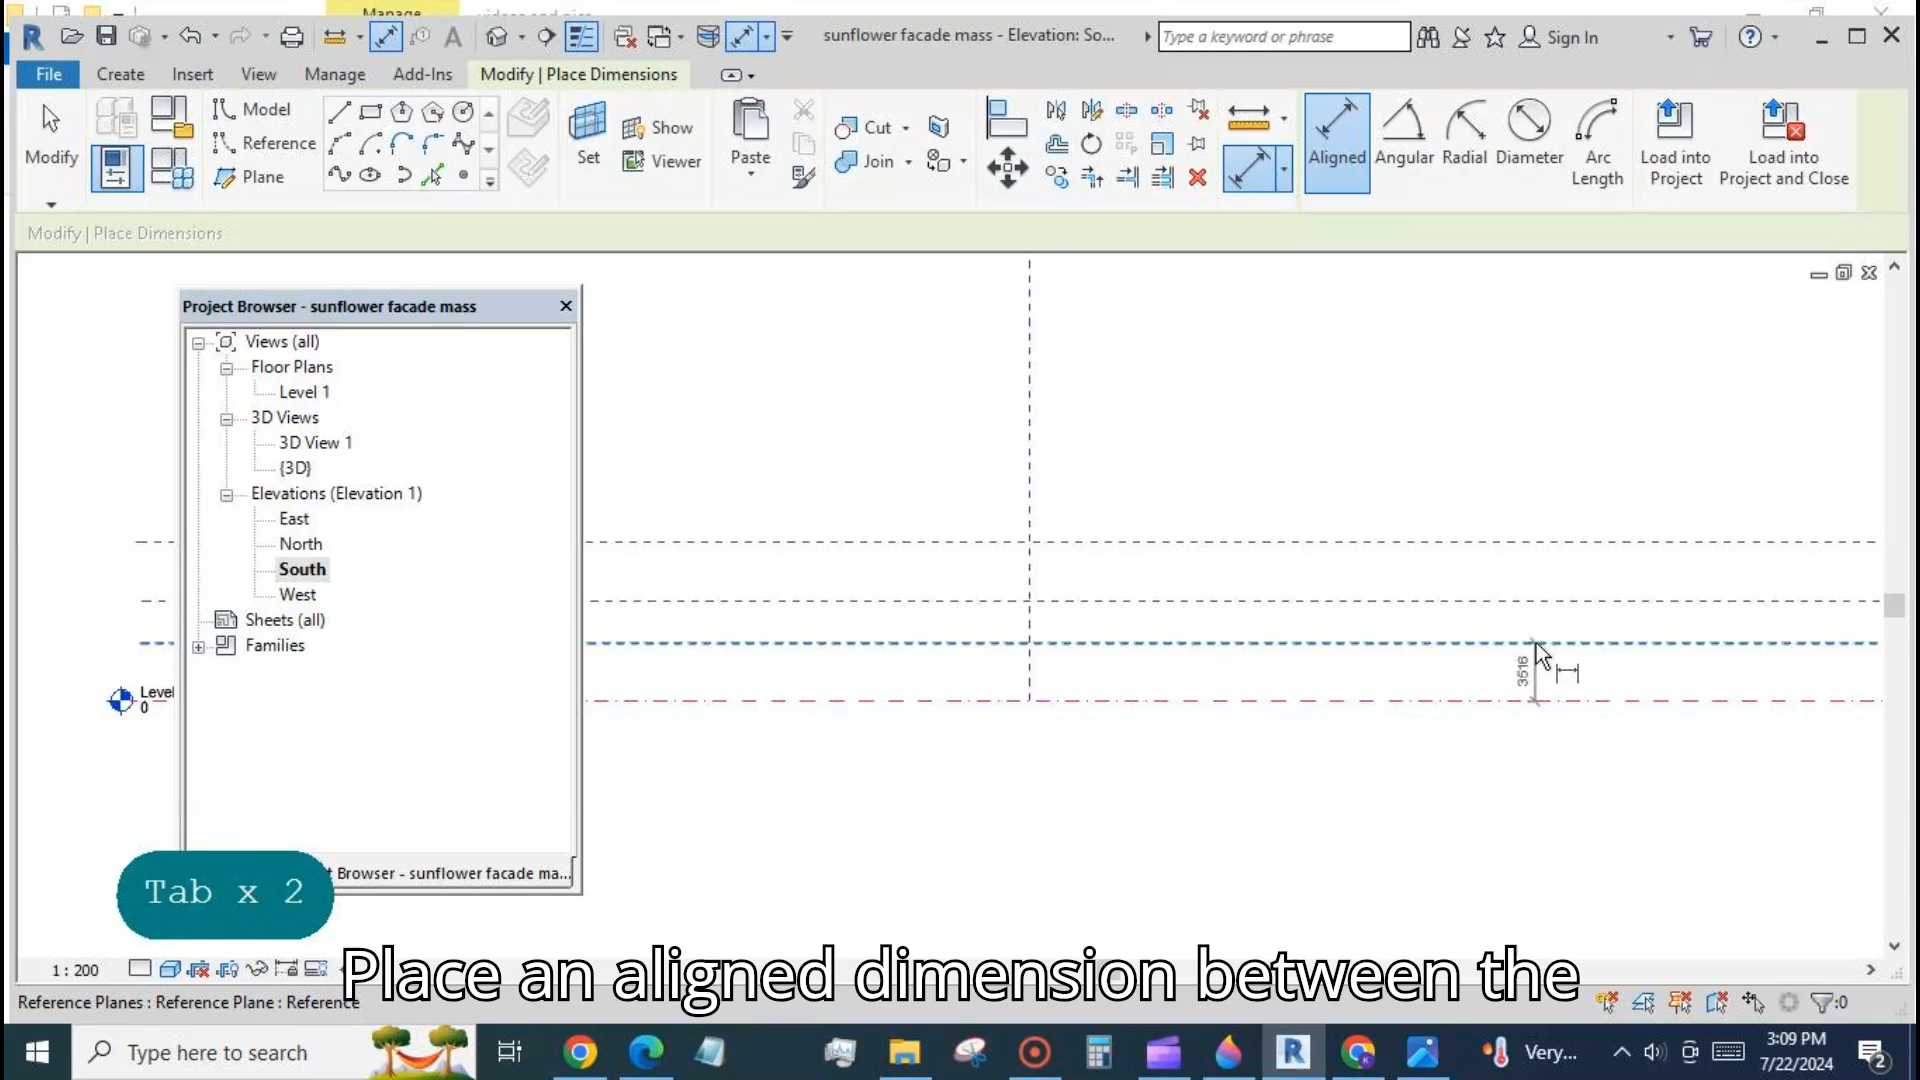 Manage
sunflower facade mass - Elevation: So...
Type a keyword or phrase
Sign In
File
Create
Insert
View
Manage
Add-Ins
Modify | Place Dimensions
Modify
Model
Reference
Plane
Set
Show
Viewer
Paste
Cut
Join
Aligned
Angular
Radial
Diameter
Arc
Length
Load into
Project
Load into
Project and Close
Modify | Place Dimensions
Project Browser - sunflower facade mass
Views (all)
Floor Plans
Level 1
3D Views
3D View 1
{3D}
Elevations (Elevation 1)
East
North
South
West
Sheets (all)
Families
Level
0
3516
t Browser - sunflower facade ma...
Tab x 2
Place an aligned dimension between the
1 : 200
Reference Planes : Reference Plane : Reference
:0
Type here to search
Very...
3:09 PM
7/22/2024
2